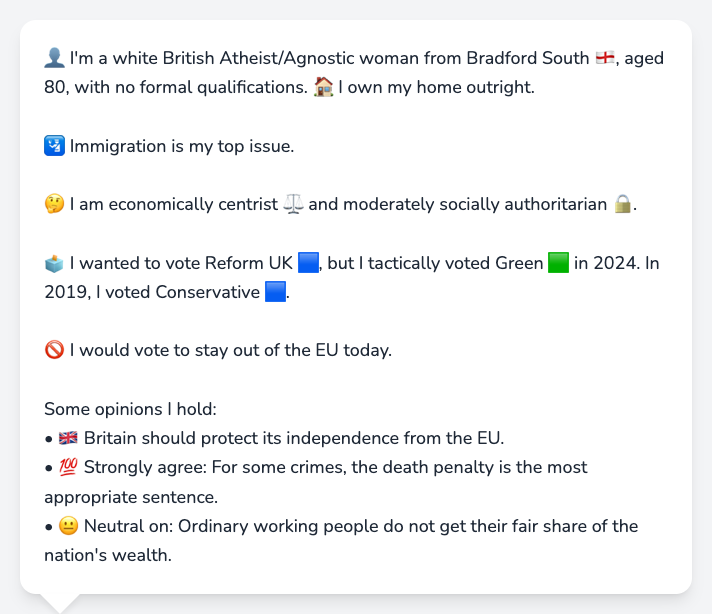 👤 I'm a white British Atheist/Agnostic woman from Bradford South 🏴󠁧󠁢󠁥󠁮󠁧󠁿, aged
80, with no formal qualifications. 🏠 I own my home outright.
🛂 Immigration is my top issue.
🤔 I am economically centrist ⚖️ and moderately socially authoritarian 🔒.
🗳️ I wanted to vote Reform UK 🟦, but I tactically voted Green 🟩 in 2024. In
2019, I voted Conservative 🟦.
🚫 I would vote to stay out of the EU today.
Some opinions I hold:
• 🇬🇧 Britain should protect its independence from the EU.
• 💯 Strongly agree: For some crimes, the death penalty is the most
appropriate sentence.
• 😐 Neutral on: Ordinary working people do not get their fair share of the
nation's wealth.